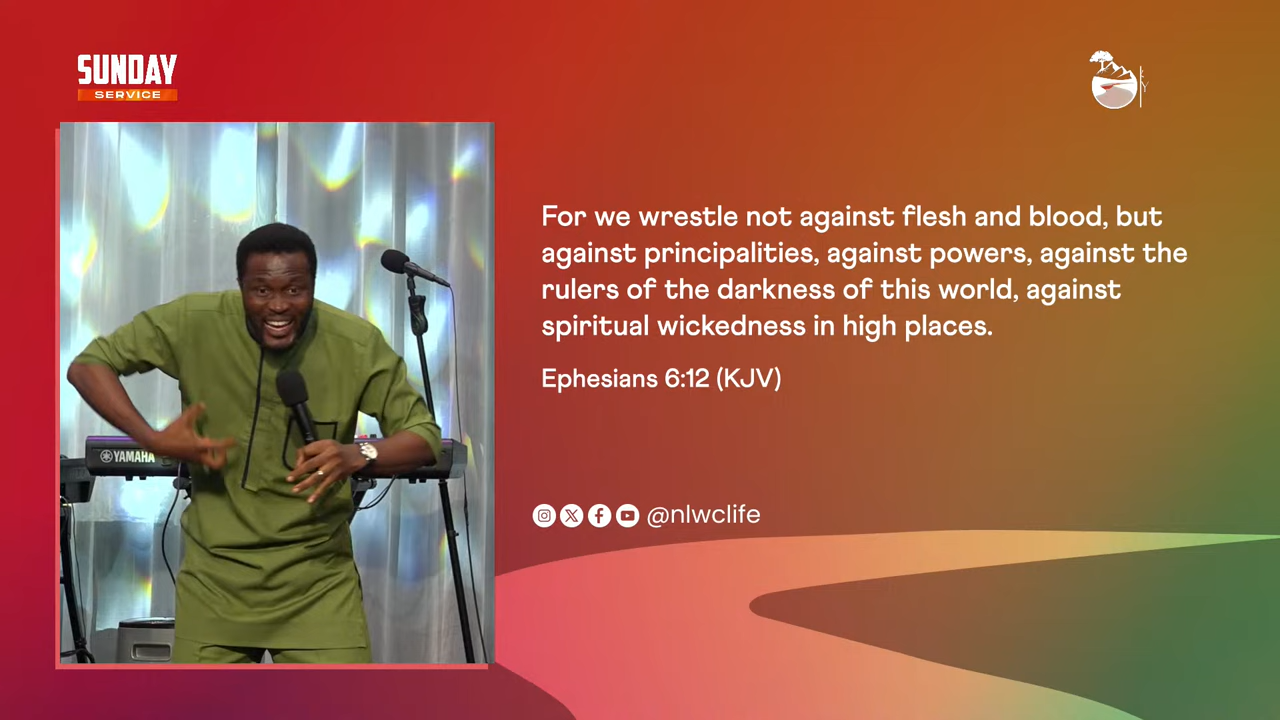 SUNDAY
SERVICE
For we wrestle not against flesh and blood, but
against principalities, against powers, against the
rulers of the darkness of this world, against
spiritual wickedness in high places.
Ephesians 6:12 (KJV)
YAMAHA
@nlwclife